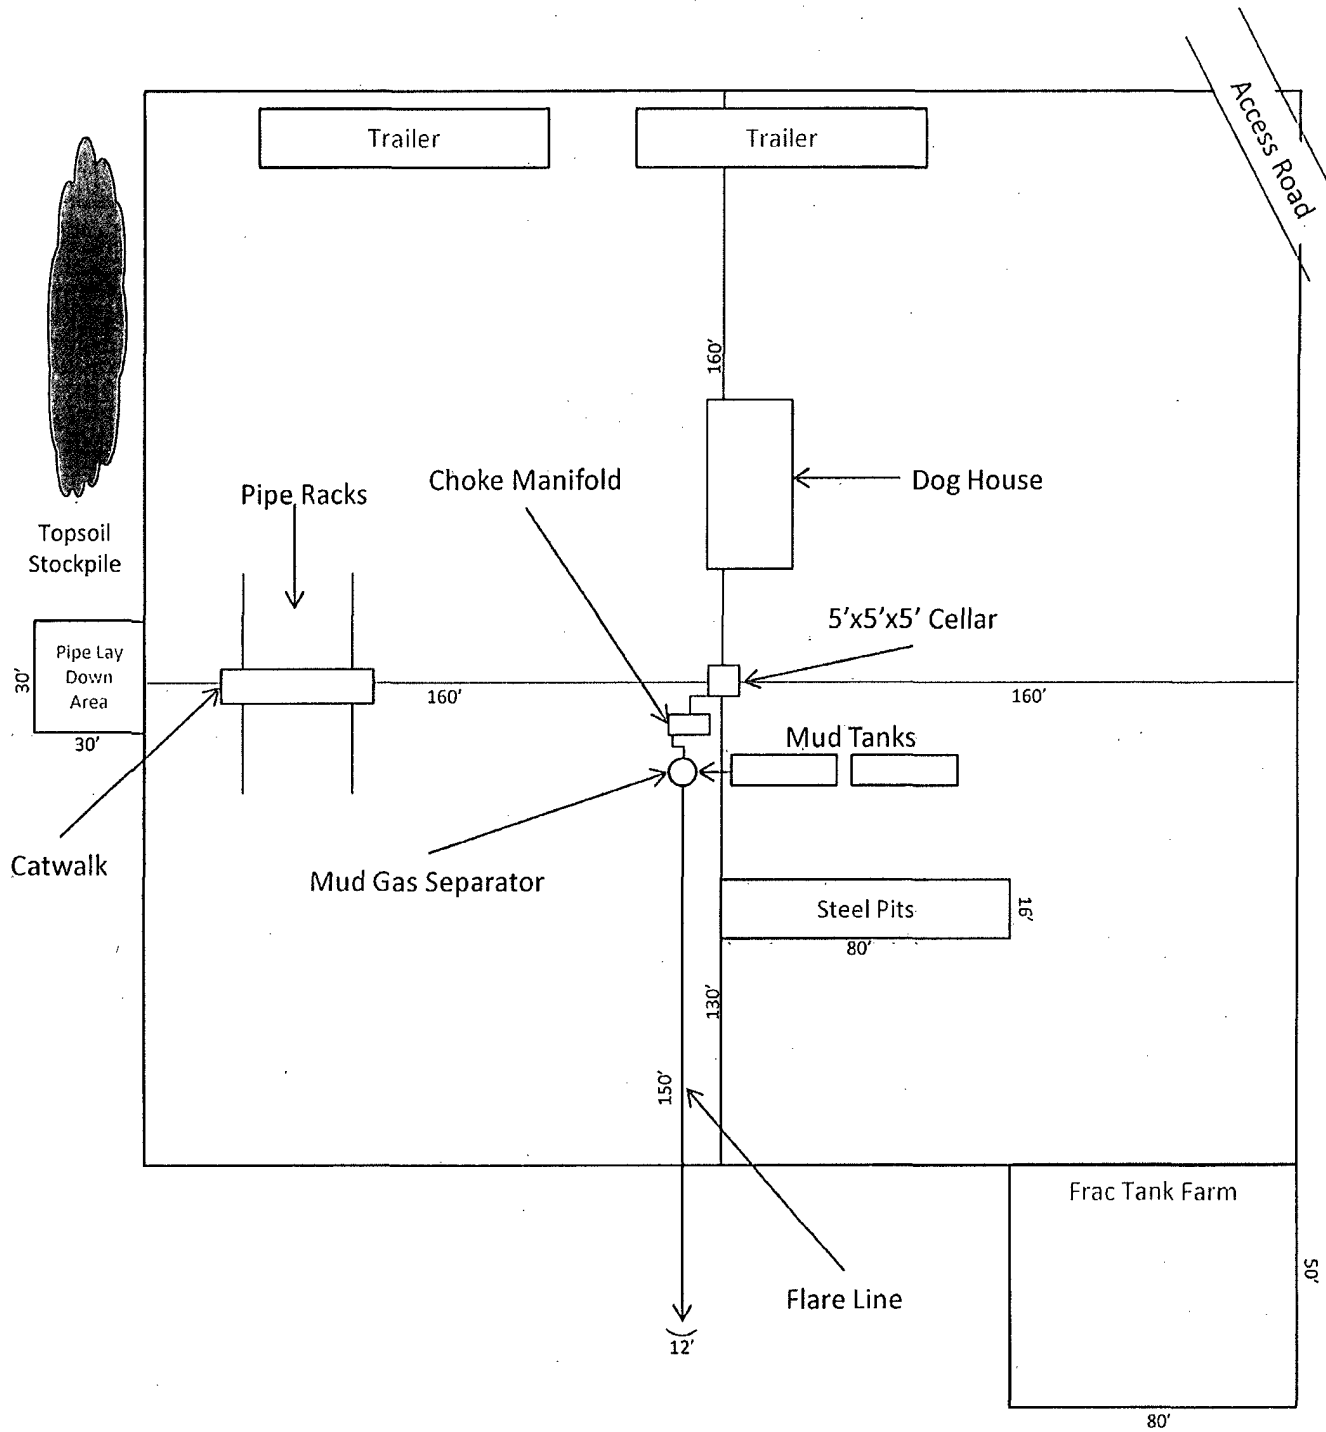 Access Road
Trailer
Trailer
160'
Choke Manifold
Dog House
Pipe Racks
Topsoil
Stockpile
5'x5'x5' Cellar
Pipe Lay
Down
Area
30'
30'
160'
160'
Mud Tanks
Catwalk
Mud Gas Separator
Steel Pits
16'
80'
130'
150'
Frac Tank Farm
50'
Flare Line
12'
80'